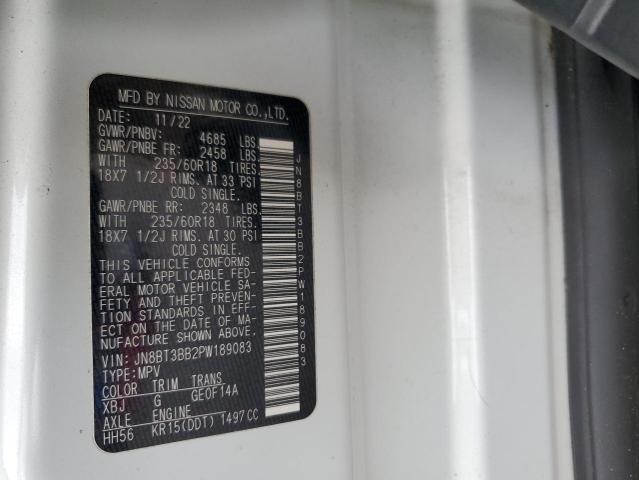 MFD BY NISSAN MOTOR CO.,LTD.
DATE: 11/22
GVWR/PNBV: 4685 LBS.
GAWR/PNBE FR: 2458 LBS.
WITH 235/60R18 TIRES.
18X7 1/2J RIMS. AT 33 PSI
COLD SINGLE.
GAWR/PNBE RR: 2348 LBS.
WITH 235/60R18 TIRES.
18X7 1/2J RIMS. AT 30 PSI
COLD SINGLE.
THIS VEHICLE CONFORMS
TO ALL APPLICABLE FED-
ERAL MOTOR VEHICLE SA-
FETY AND THEFT PREVEN-
TION STANDARDS IN EFF-
ECT ON THE DATE OF MA-
NUFACTURE SHOWN ABOVE.
VIN: JN8BT3BB2PW189083
TYPE:MPV
COLOR TRIM TRANS
XBJ G GE0F14A
AXLE ENGINE
HH56 KR15(DDT) 1497CC
JN8BT3BB2PW189083